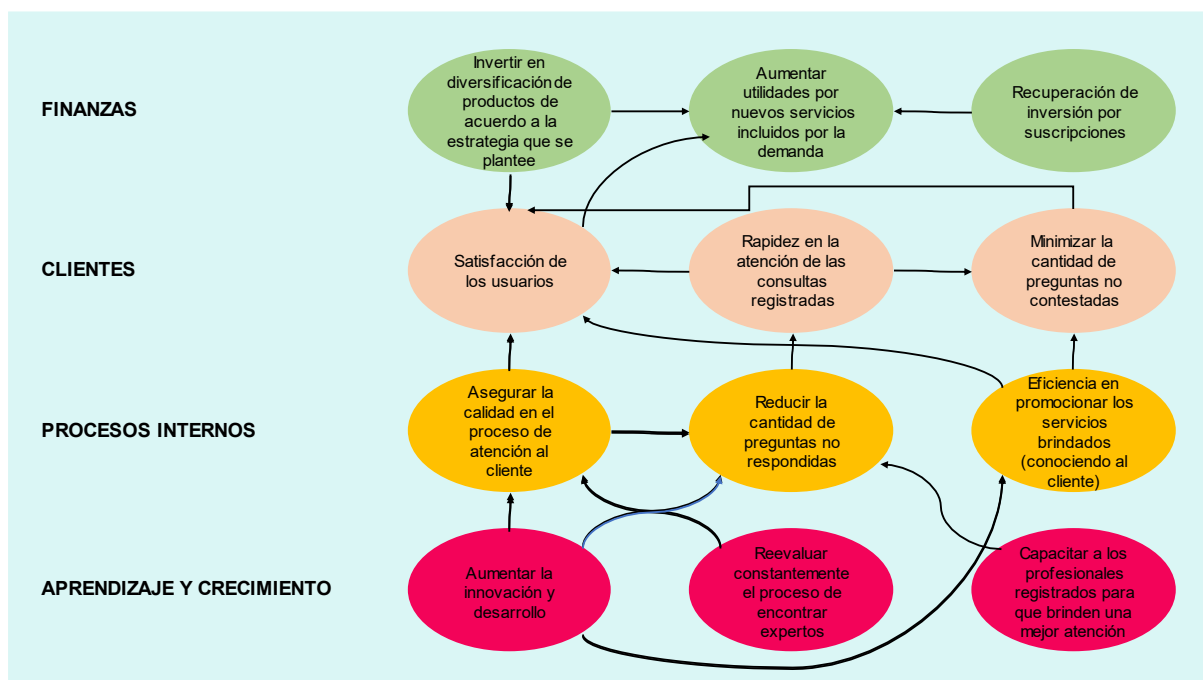 FINANZAS
Invertir en
diversificación de
productos de
acuerdo a la
estrategia que se
plantee
Aumentar
utilidades por
nuevos servicios
incluidos por la
demanda
Recuperación de
inversión por
suscripciones
CLIENTES
Satisfacción de
los usuarios
Rapidez en la
atención de las
consultas
registradas
Minimizar la
cantidad de
preguntas no
contestadas
PROCESOS INTERNOS
Asegurar la
calidad en el
proceso de
atención al
cliente
Reducir la
cantidad de
preguntas no
respondidas
Eficiencia en
promocionar los
servicios
brindados
(conociendo al
cliente)
APRENDIZAJE Y CRECIMIENTO
Aumentar la
innovación y
desarrollo
Reevaluar
constantemente
el proceso de
encontrar
expertos
Capacitar a los
profesionales
registrados para
que brinden una
mejor atención